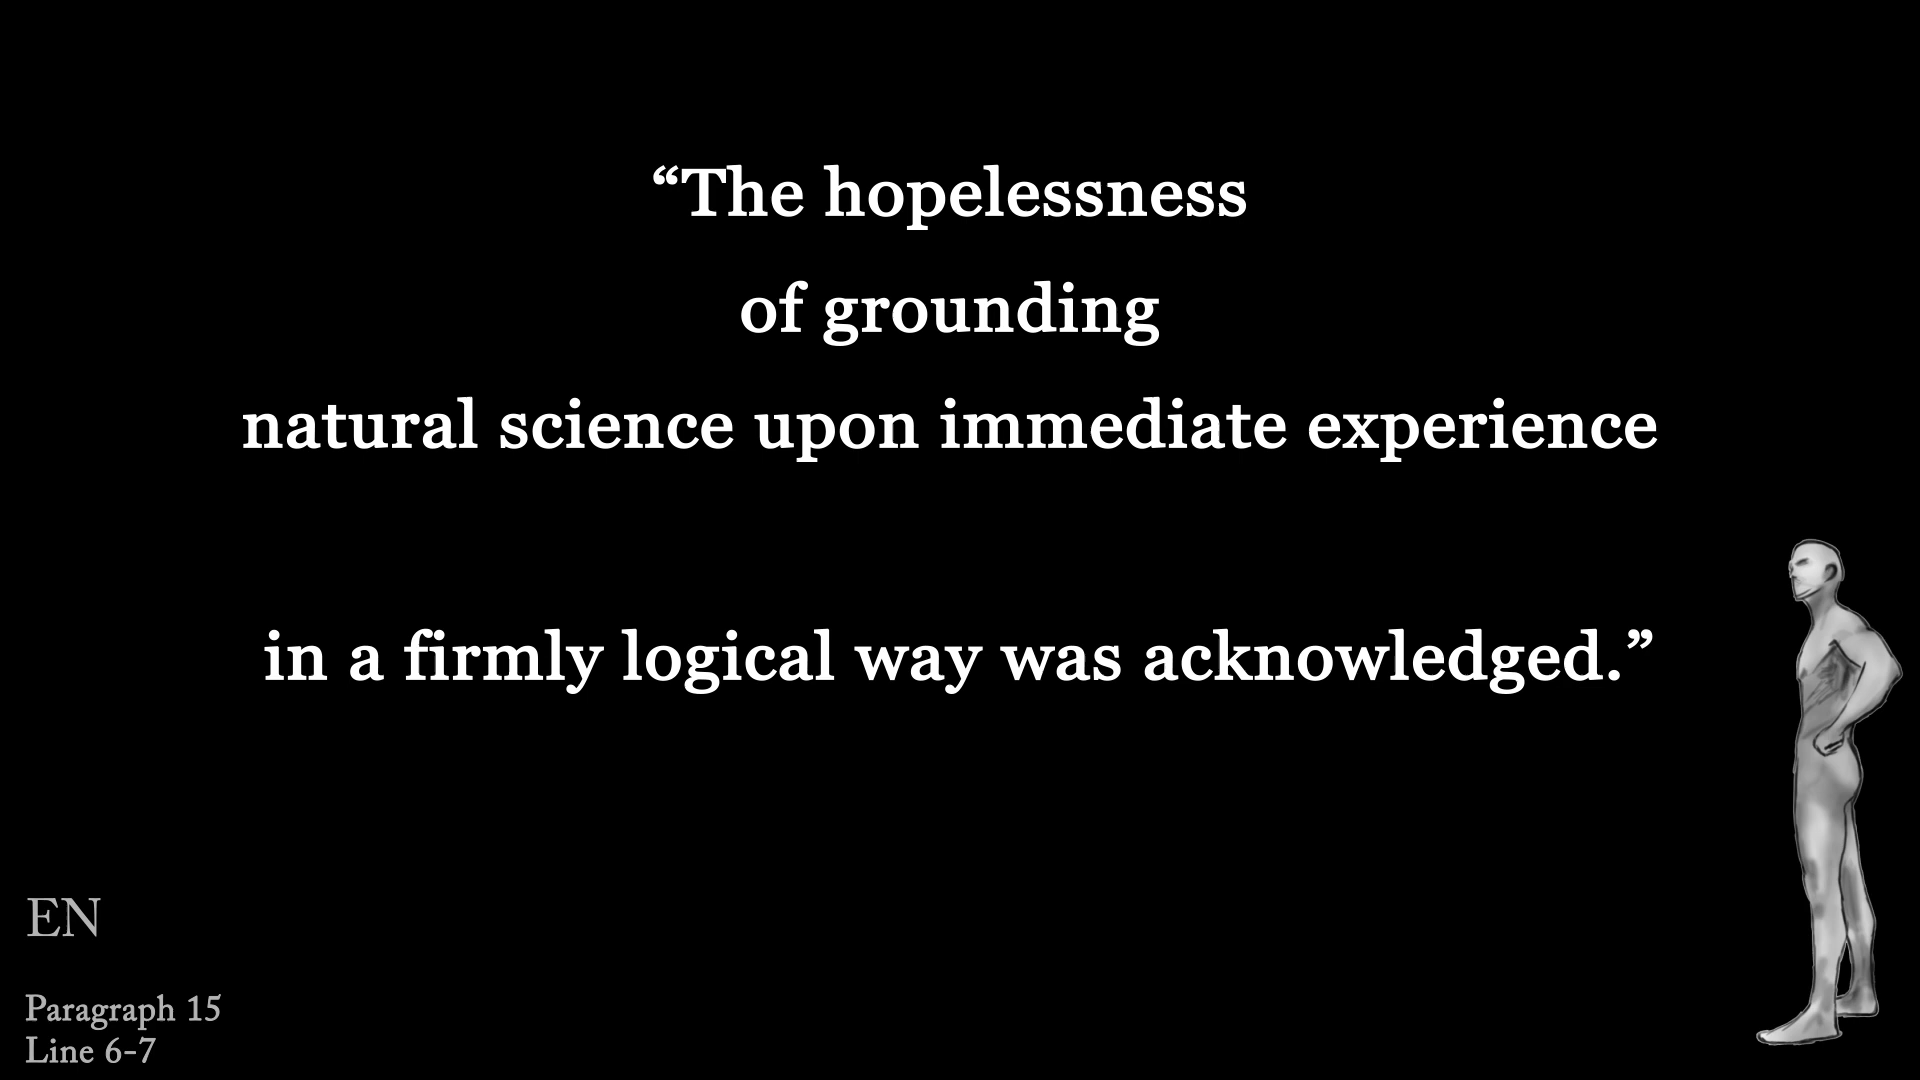 “The hopelessness
of grounding
natural science upon immediate experience
in a firmly logical way was acknowledged.”
EN
Paragraph 15
Line 6-7